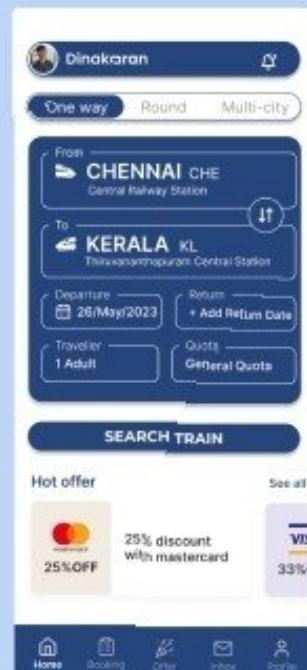 Dinakaran
One way Round Multi-city
From
CHENNAI CHE
Central Railway Station
To
KERALA KL
Thiruvananthapuram Central Station
Departure Return
26/May/2023 + Add Return Date
Traveller Quota
1 Adult General Quota
SEARCH TRAIN
Hot offer See all
mastercard
25%OFF
25% discount
with mastercard
VIS
33%
Home Booking Offer Inbox Profile